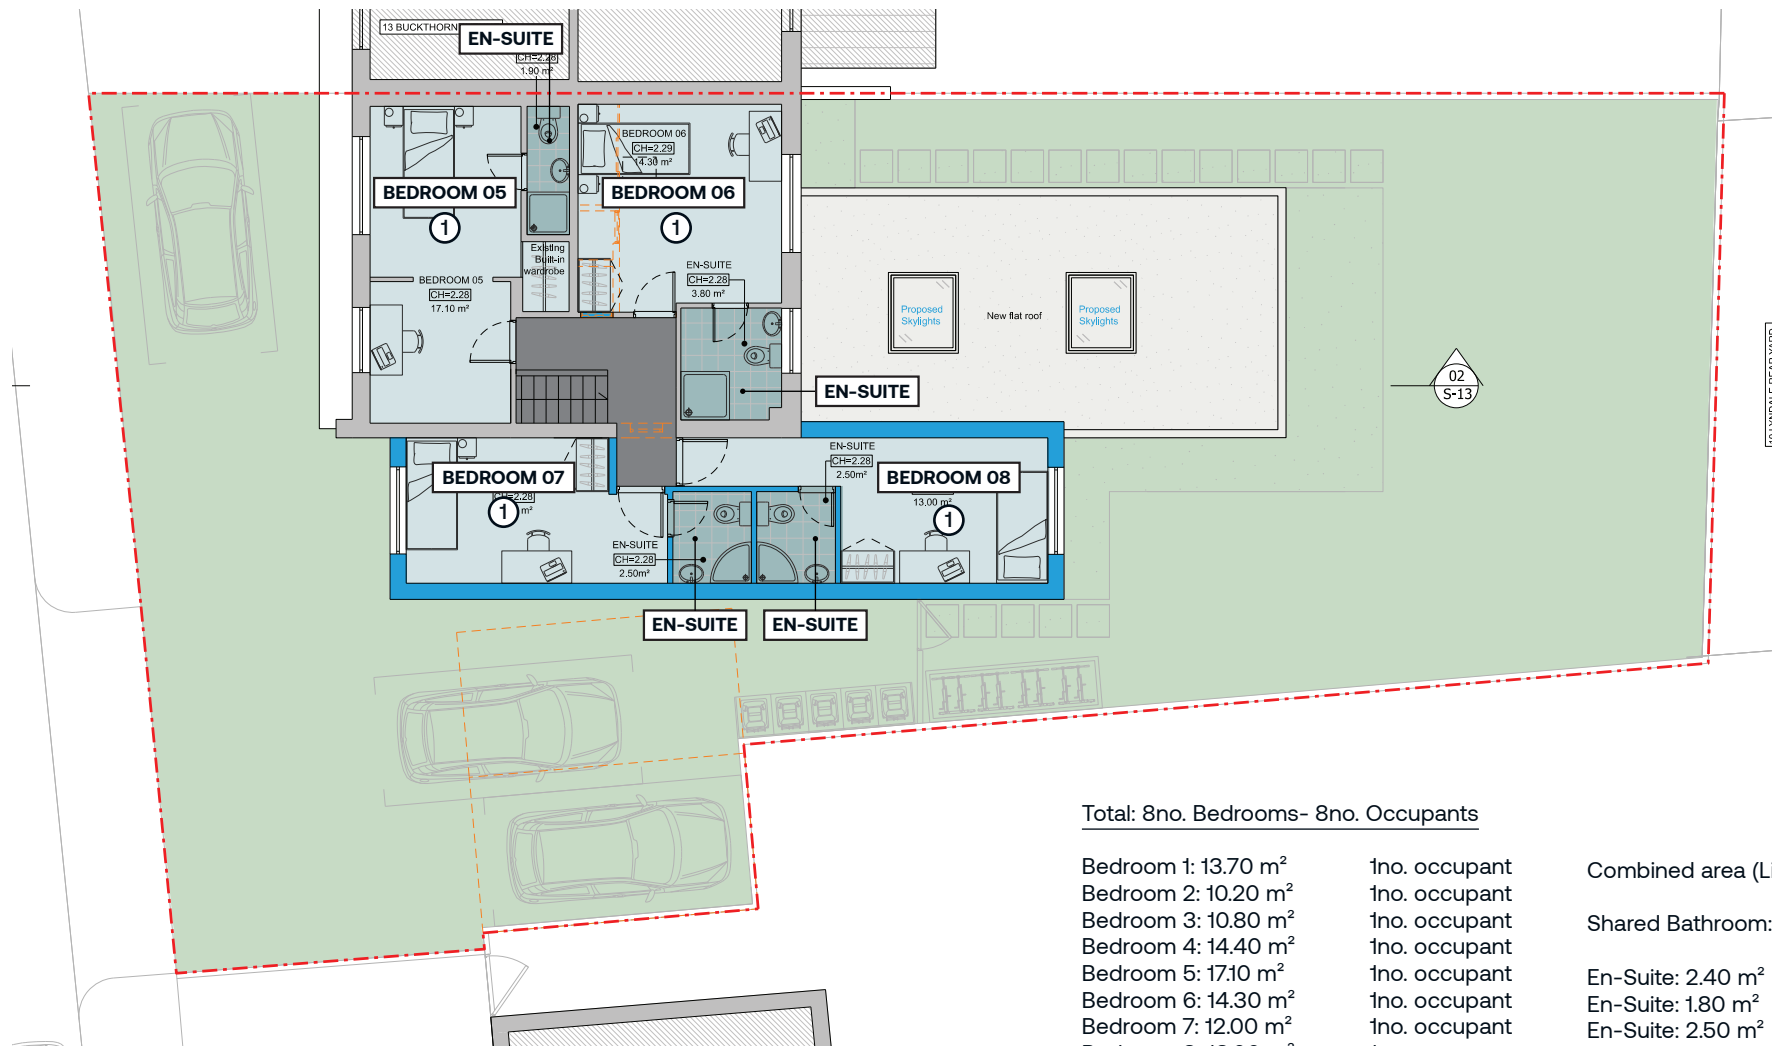 13 BUCKTHORN
EN-SUITE
CH=2.28
1.90 m²
BEDROOM 06
CH=2.29
14.30 m²
BEDROOM 05
1
BEDROOM 06
1
Existing
Built-in
wardrobe
BEDROOM 05
CH=2.28
17.10 m²
EN-SUITE
CH=2.28
3.80 m²
EN-SUITE
Proposed
Skylights
New flat roof
Proposed
Skylights
02
S-13
BEDROOM 07
CH=2.28
m²
1
EN-SUITE
CH=2.28
2.50m²
BEDROOM 08
13.00 m²
1
EN-SUITE
CH=2.28
2.50m²
EN-SUITE
EN-SUITE
Total: 8no. Bedrooms- 8no. Occupants
Bedroom 1: 13.70 m² 1no. occupant
Bedroom 2: 10.20 m² 1no. occupant
Bedroom 3: 10.80 m² 1no. occupant
Bedroom 4: 14.40 m² 1no. occupant
Bedroom 5: 17.10 m² 1no. occupant
Bedroom 6: 14.30 m² 1no. occupant
Bedroom 7: 12.00 m² 1no. occupant
Combined area (Li
Shared Bathroom:
En-Suite: 2.40 m²
En-Suite: 1.80 m²
En-Suite: 2.50 m²